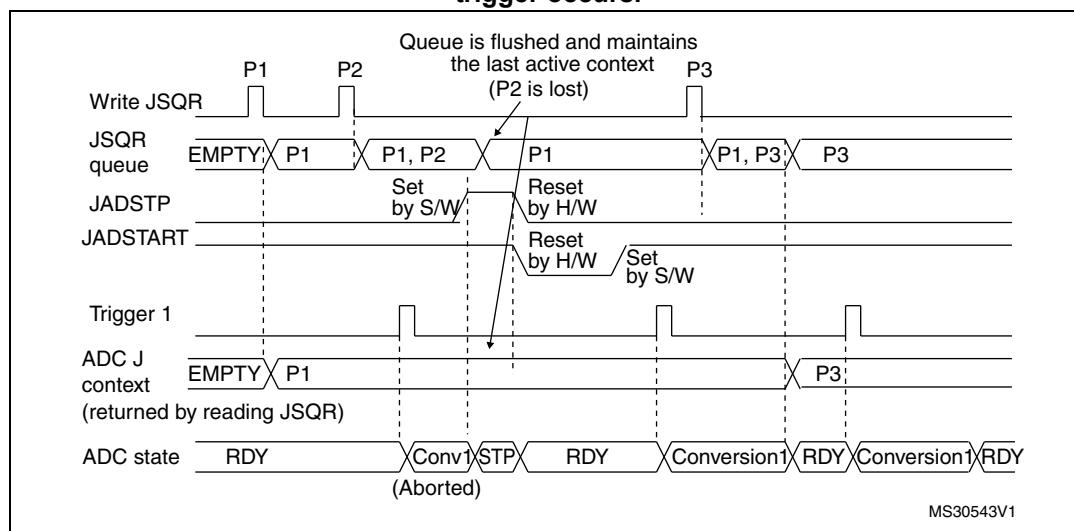 trigger occurs.
Queue is flushed and maintains
the last active context
(P2 is lost)
P1 P2 P3
Write JSQR
JSQR
queue
EMPTY P1 P1, P2 P1 P1, P3 P3
Set
by S/W
Reset
by H/W
JADSTP
JADSTART
Reset
by H/W
Set
by S/W
Trigger 1
ADC J
context
(returned by reading JSQR)
EMPTY P1 P3
ADC state RDY Conv1 STP RDY Conversion1 RDY Conversion1 RDY
(Aborted)
MS30543V1